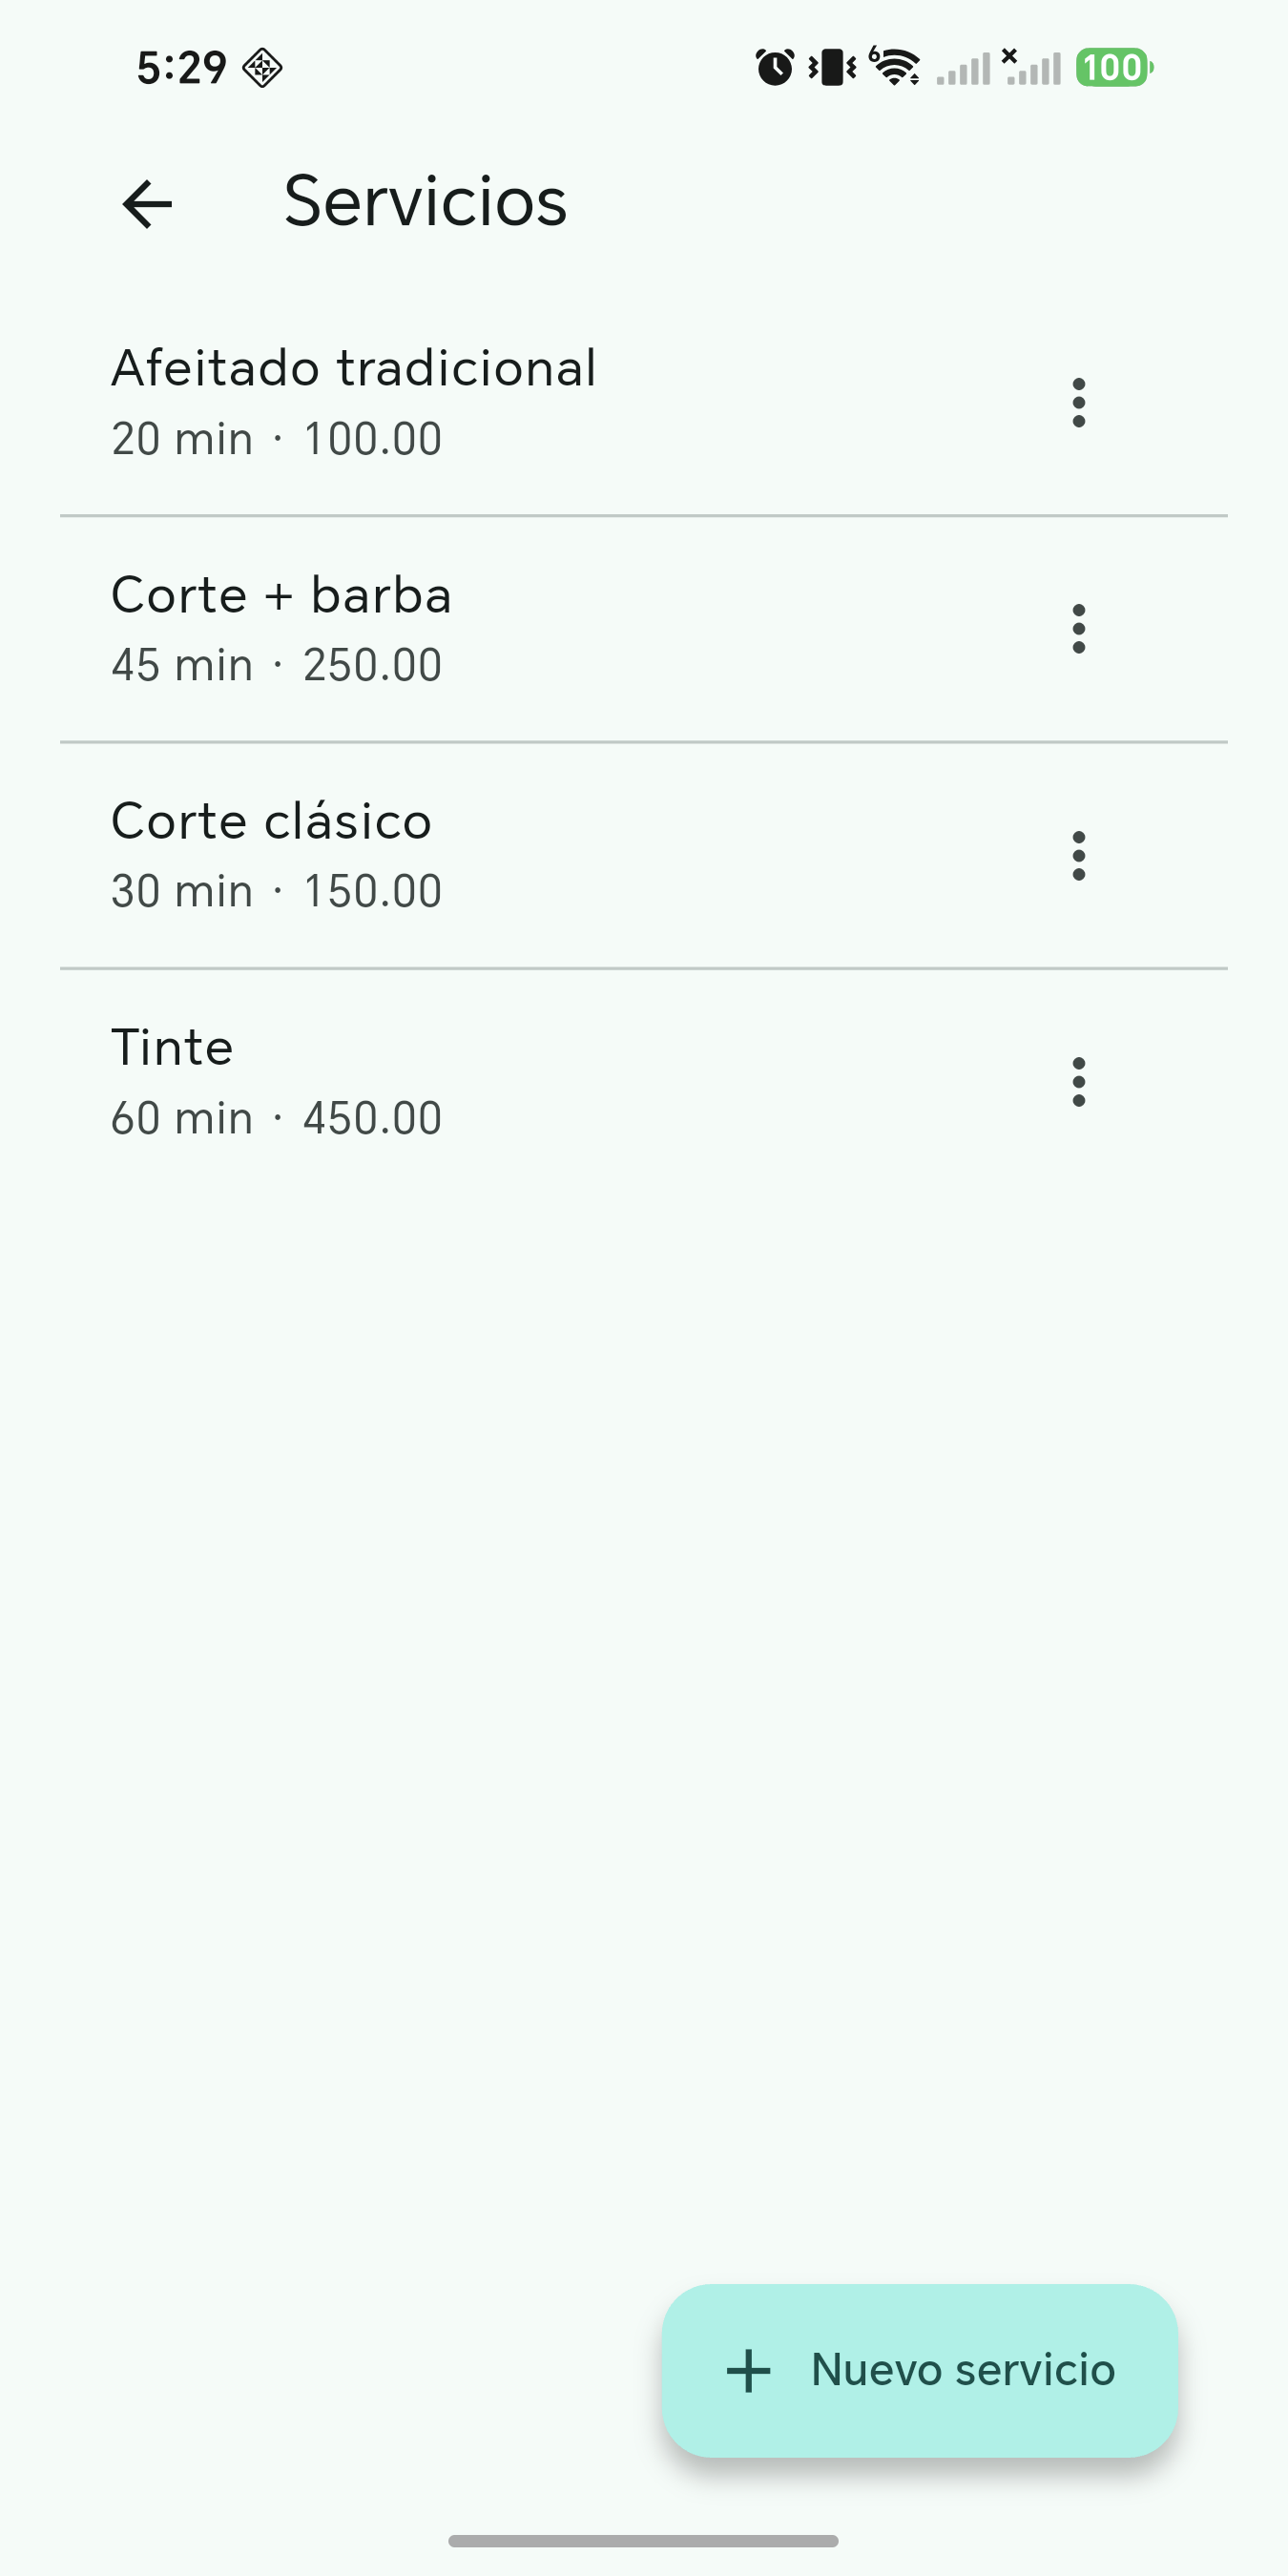 5:29
6
100
Servicios
Afeitado tradicional
20 min · 100.00
Corte + barba
45 min · 250.00
Corte clásico
30 min · 150.00
Tinte
60 min · 450.00
+ Nuevo servicio